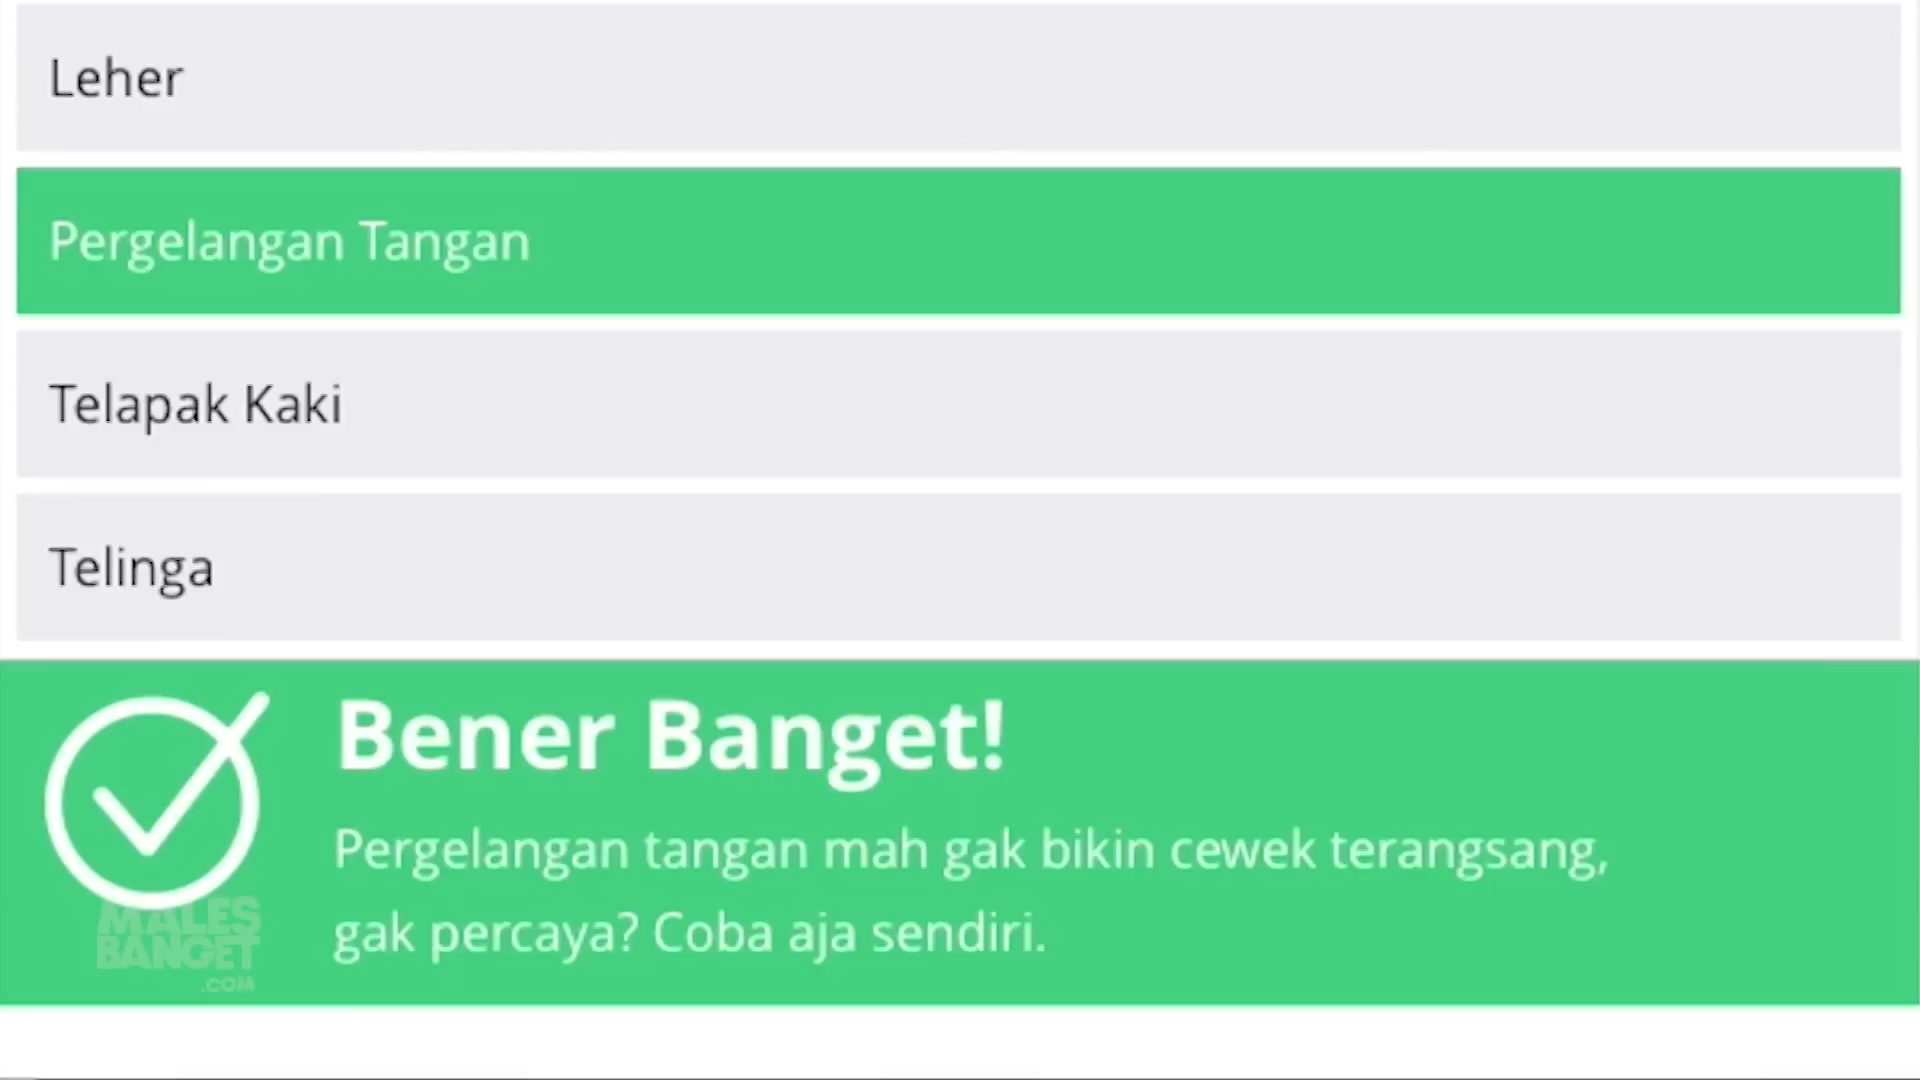 Leher
Pergelangan Tangan
Telapak Kaki
Telinga
Bener Banget!
Pergelangan tangan mah gak bikin cewek terangsang,
gak percaya? Coba aja sendiri.
MALES
BANGET
.COM